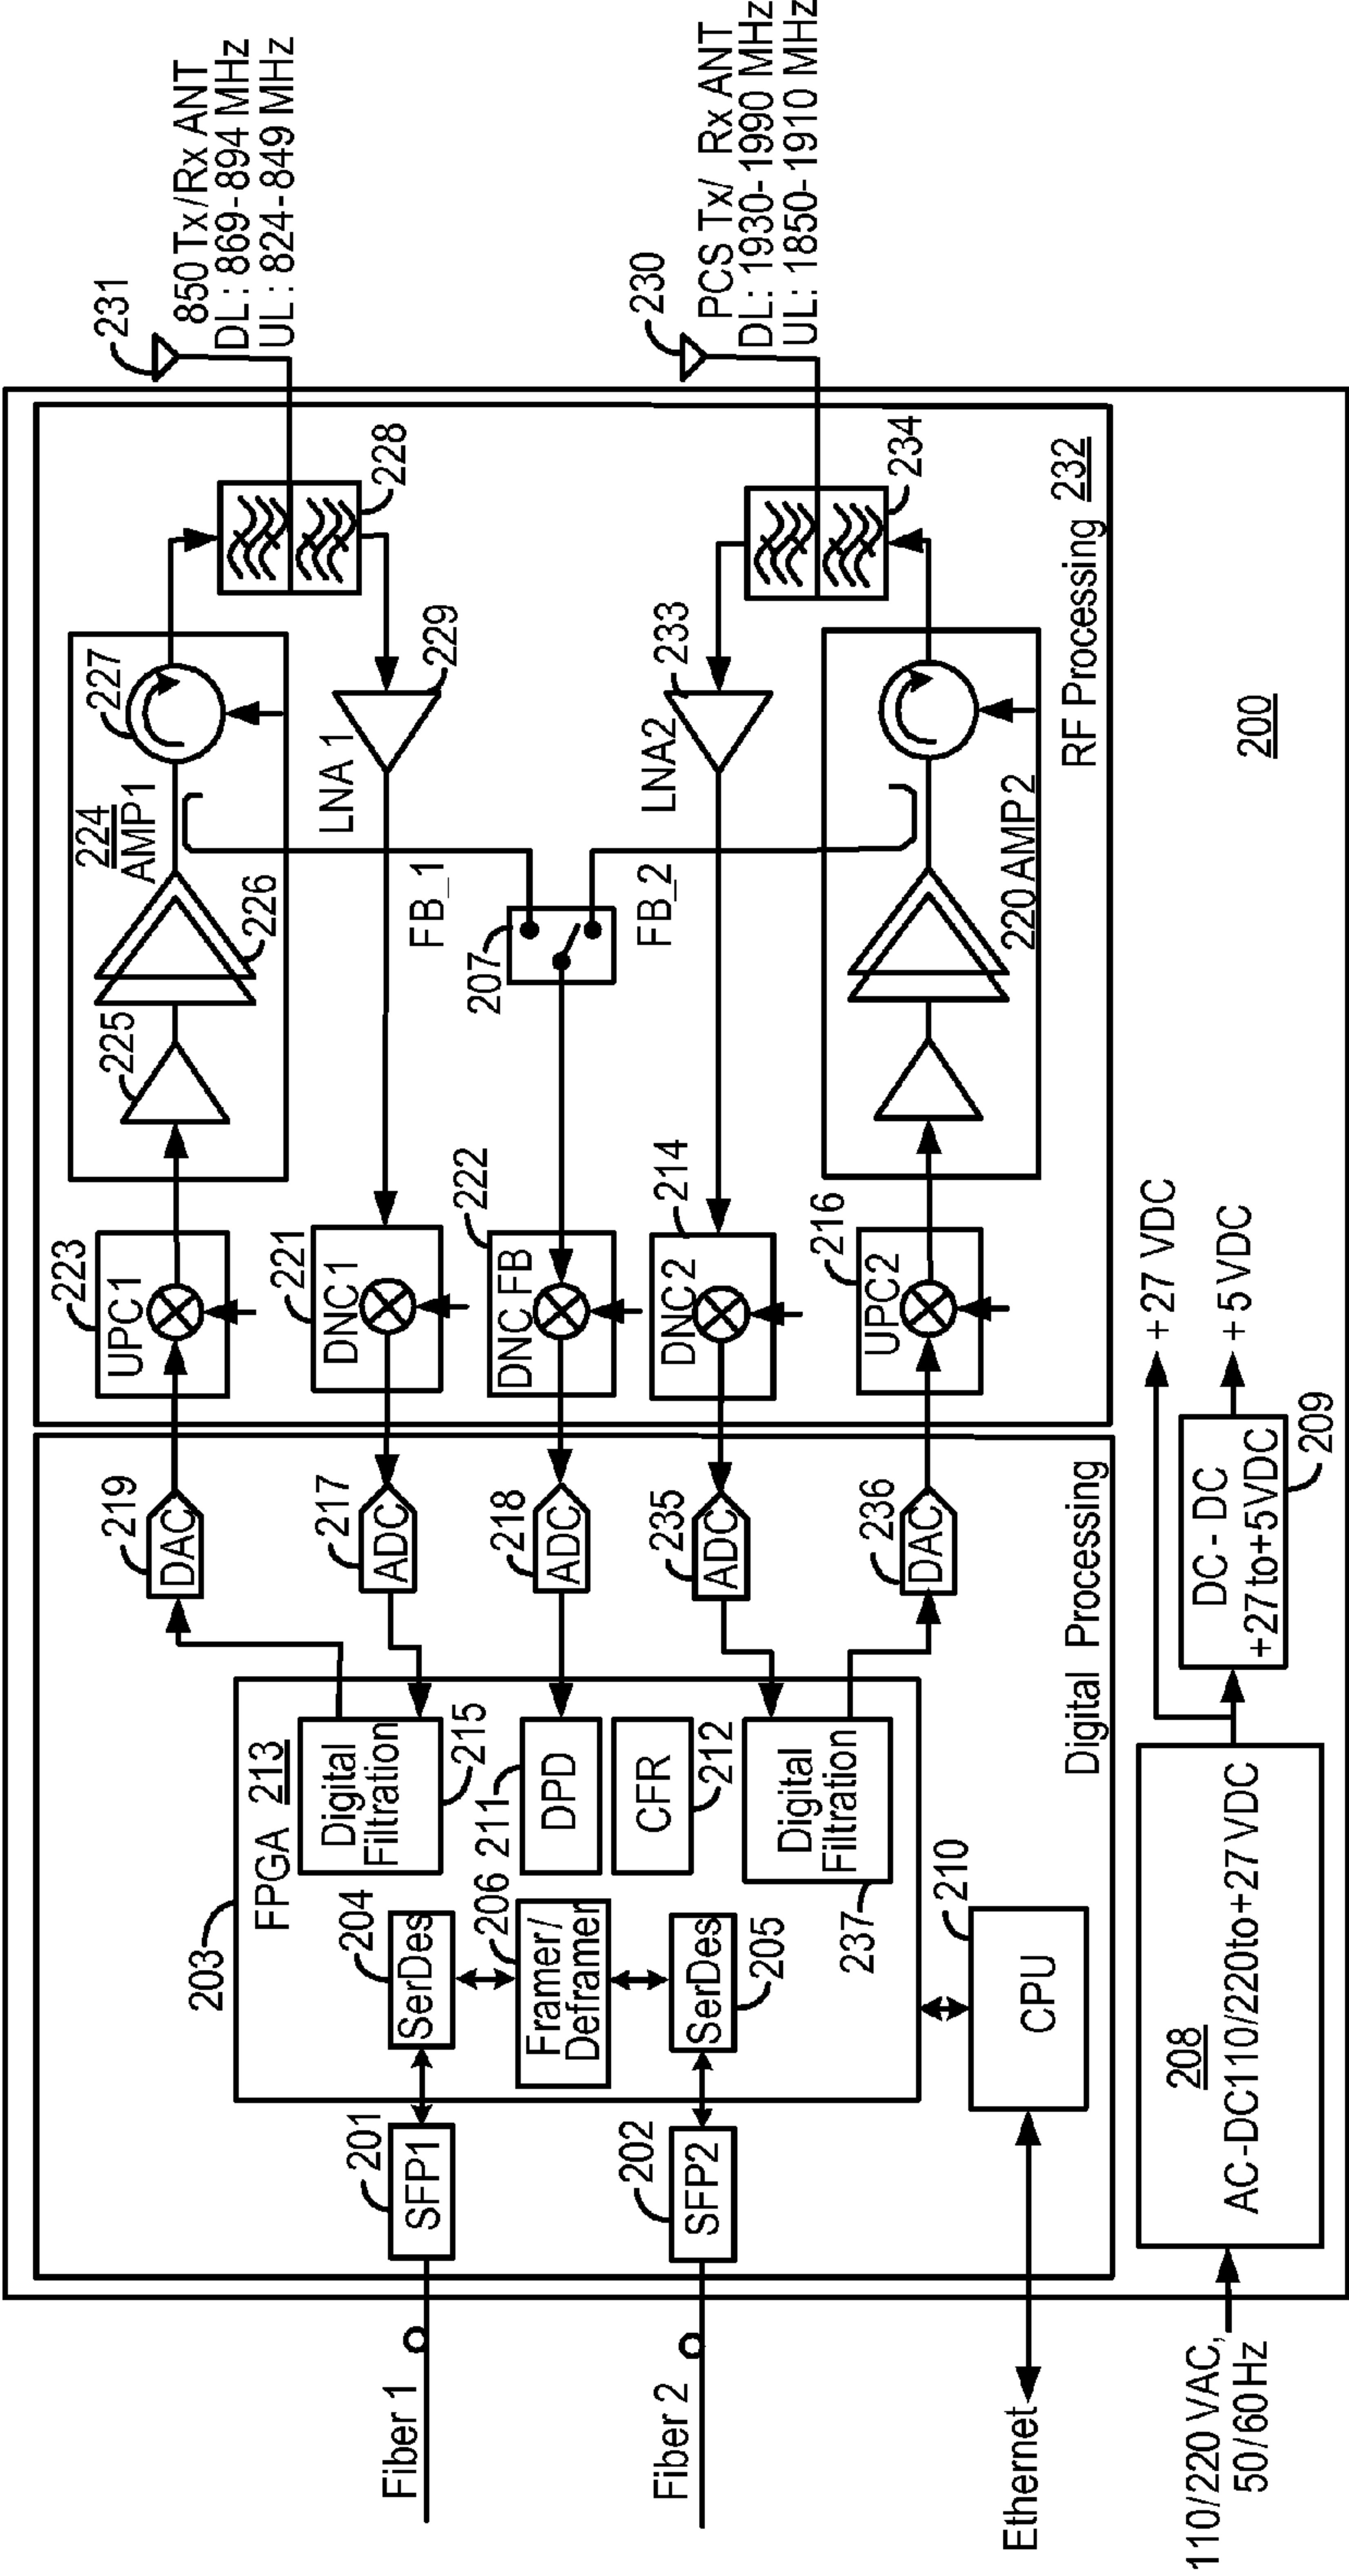 Fiber 1
Fiber 2
Ethernet
110/220 VAC,
50/60 Hz
201
SFP1
202
SFP2
203
FPGA 213
204
SerDes
206
Framer/
Deframer
SerDes
205
Digital
Filtration
215
211
DPD
CFR
212
Digital
Filtration
237
210
CPU
219
DAC
217
ADC
218
ADC
235
ADC
236
DAC
Digital Processing
208
AC-DC110/220to+27 VDC
DC - DC
+27to+5VDC
209
+27 VDC
+5 VDC
223
UPC1
221
DNC1
222
DNC FB
214
DNC2
216
UPC2
225
226
224
AMP1
227
LNA 1
229
FB_1
207
FB_2
LNA2
233
220 AMP2
228
234
RF Processing 232
200
231
850 Tx/Rx ANT
DL: 869-894 MHz
UL: 824-849 MHz
230
PCS Tx/ Rx ANT
DL: 1930-1990 MHz
UL: 1850-1910 MHz